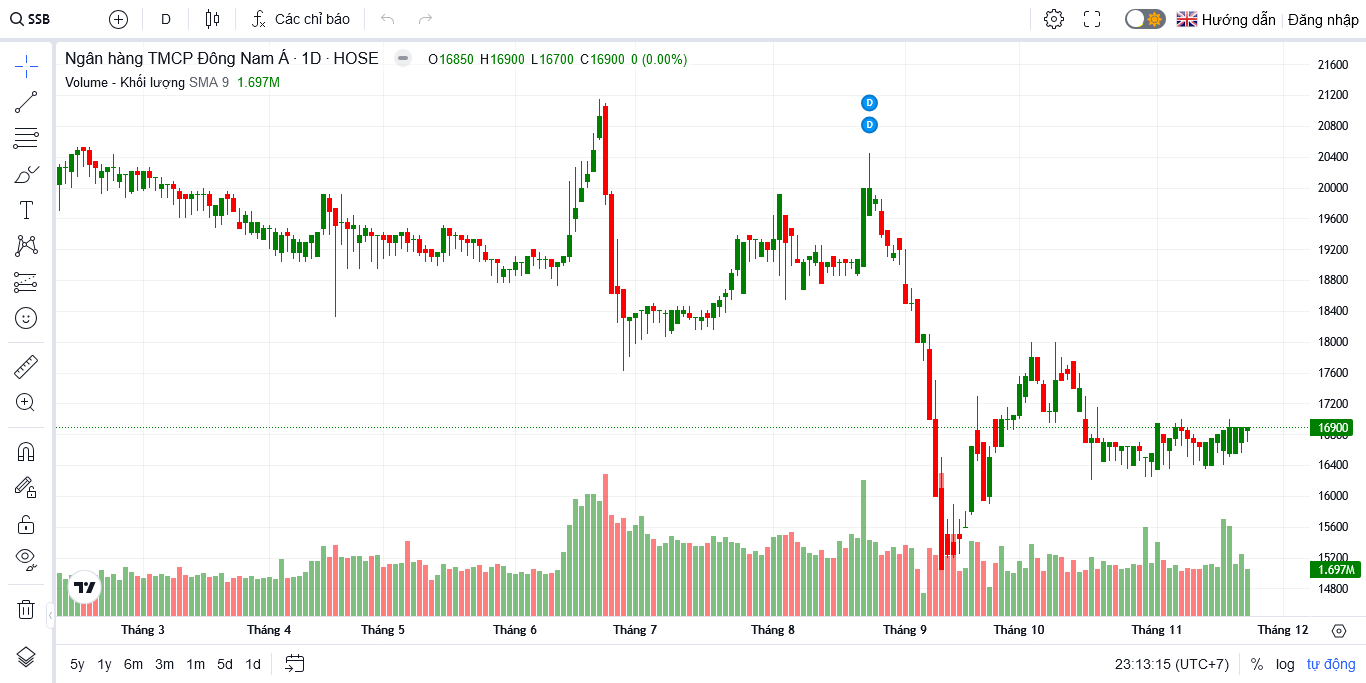 SSB D Các chỉ báo Hướng dẫn Đăng nhập
Ngân hàng TMCP Đông Nam Á · 1D · HOSE O16850 H16900 L16700 C16900 0 (0.00%)
Volume - Khối lượng SMA 9 1.697M
D
D
21600
21200
20800
20400
20000
19600
19200
18800
18400
18000
17600
17200
16900
16800
16400
16000
15600
15200
1.697M
14800
Tháng 3 Tháng 4 Tháng 5 Tháng 6 Tháng 7 Tháng 8 Tháng 9 Tháng 10 Tháng 11 Tháng 12
5y 1y 6m 3m 1m 5d 1d 23:13:15 (UTC+7) % log tự động